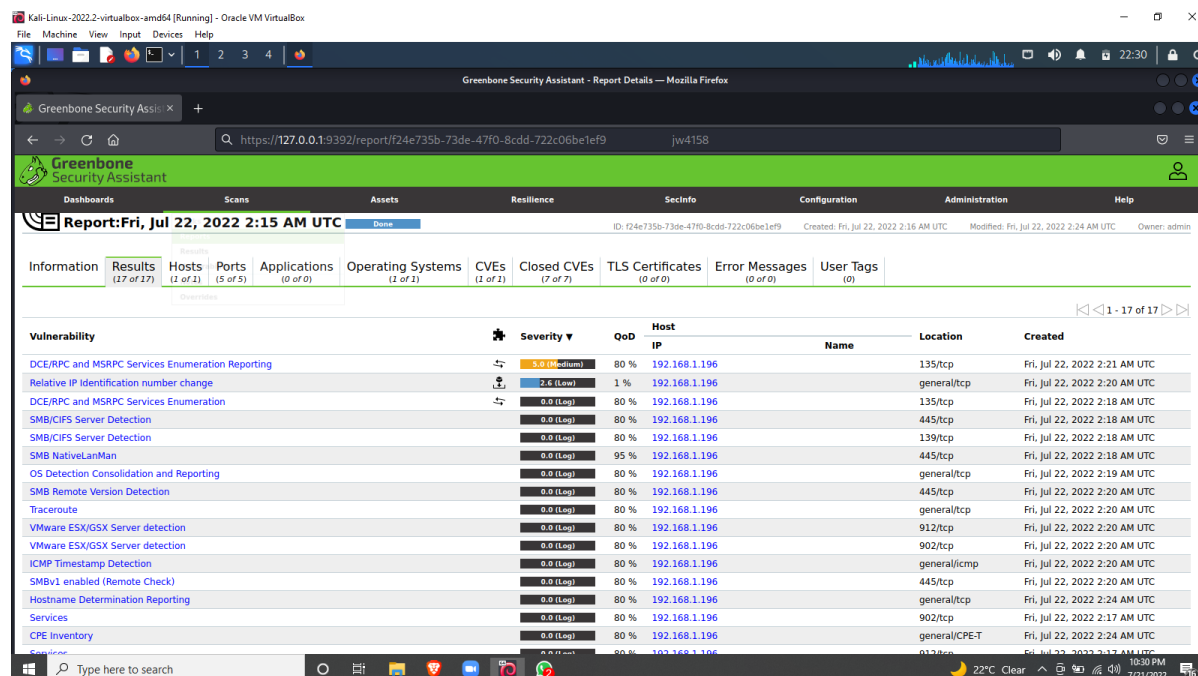 Kali-Linux-2022.2-virtualbox-amd64 [Running] - Oracle VM VirtualBox
File Machine View Input Devices Help
1 2 3 4 22:30
Greenbone Security Assistant - Report Details — Mozilla Firefox
Greenbone Security Assist
https://127.0.0.1:9392/report/f24e735b-73de-47f0-8cdd-722c06be1ef9 jw4158
Greenbone
Security Assistant
Dashboards Scans Assets Resilience SecInfo Configuration Administration Help
Report:Fri, Jul 22, 2022 2:15 AM UTC Done ID: f24e735b-73de-47f0-8cdd-722c06be1ef9 Created: Fri, Jul 22, 2022 2:16 AM UTC Modified: Fri, Jul 22, 2022 2:24 AM UTC Owner: admin
Results
Information Results Hosts Ports Applications Operating Systems CVEs Closed CVEs TLS Certificates Error Messages User Tags
(17 of 17) (1 of 1) (5 of 5) (0 of 0) (1 of 1) (1 of 1) (7 of 7) (0 of 0) (0 of 0) (0)
Overrides
1 - 17 of 17
Vulnerability Severity ▼ QoD Host Location Created
IP Name
DCE/RPC and MSRPC Services Enumeration Reporting 5.0 (Medium) 80 % 192.168.1.196 135/tcp Fri, Jul 22, 2022 2:21 AM UTC
Relative IP Identification number change 2.6 (Low) 1 % 192.168.1.196 general/tcp Fri, Jul 22, 2022 2:20 AM UTC
DCE/RPC and MSRPC Services Enumeration 0.0 (Log) 80 % 192.168.1.196 135/tcp Fri, Jul 22, 2022 2:18 AM UTC
SMB/CIFS Server Detection 0.0 (Log) 80 % 192.168.1.196 445/tcp Fri, Jul 22, 2022 2:18 AM UTC
SMB/CIFS Server Detection 0.0 (Log) 80 % 192.168.1.196 139/tcp Fri, Jul 22, 2022 2:18 AM UTC
SMB NativeLanMan 0.0 (Log) 95 % 192.168.1.196 445/tcp Fri, Jul 22, 2022 2:18 AM UTC
OS Detection Consolidation and Reporting 0.0 (Log) 80 % 192.168.1.196 general/tcp Fri, Jul 22, 2022 2:19 AM UTC
SMB Remote Version Detection 0.0 (Log) 80 % 192.168.1.196 445/tcp Fri, Jul 22, 2022 2:20 AM UTC
Traceroute 0.0 (Log) 80 % 192.168.1.196 general/tcp Fri, Jul 22, 2022 2:20 AM UTC
VMware ESX/GSX Server detection 0.0 (Log) 80 % 192.168.1.196 912/tcp Fri, Jul 22, 2022 2:20 AM UTC
VMware ESX/GSX Server detection 0.0 (Log) 80 % 192.168.1.196 902/tcp Fri, Jul 22, 2022 2:20 AM UTC
ICMP Timestamp Detection 0.0 (Log) 80 % 192.168.1.196 general/icmp Fri, Jul 22, 2022 2:20 AM UTC
SMBv1 enabled (Remote Check) 0.0 (Log) 80 % 192.168.1.196 445/tcp Fri, Jul 22, 2022 2:20 AM UTC
Hostname Determination Reporting 0.0 (Log) 80 % 192.168.1.196 general/tcp Fri, Jul 22, 2022 2:24 AM UTC
Services 0.0 (Log) 80 % 192.168.1.196 902/tcp Fri, Jul 22, 2022 2:17 AM UTC
CPE Inventory 0.0 (Log) 80 % 192.168.1.196 general/CPE-T Fri, Jul 22, 2022 2:24 AM UTC
Services 0.0 (Log) 80 % 192.168.1.196 912/tcp Fri, Jul 22, 2022 2:17 AM UTC
Type here to search 22°C Clear 10:30 PM
7/21/2022